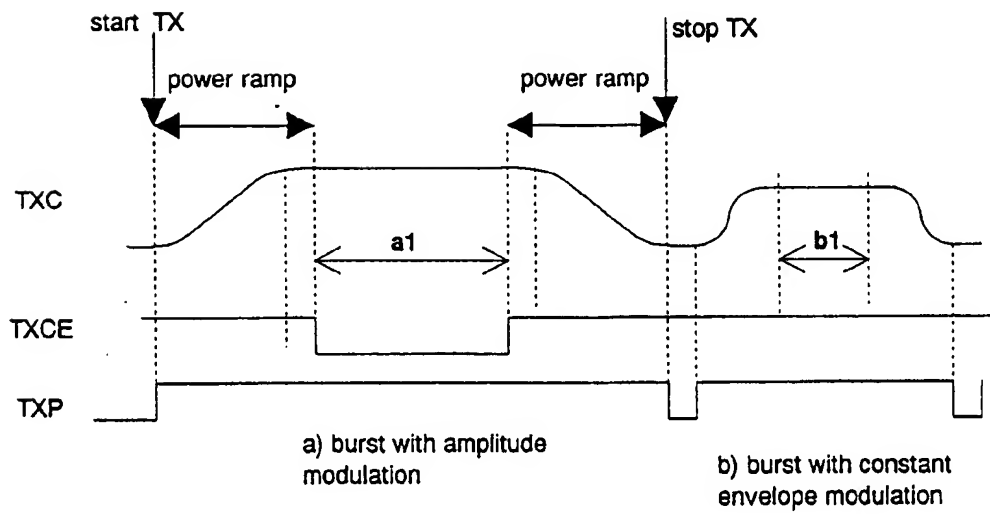 start TX
stop TX
power ramp
power ramp
TXC
a1
b1
TXCE
TXP
a) burst with amplitude
modulation
b) burst with constant
envelope modulation